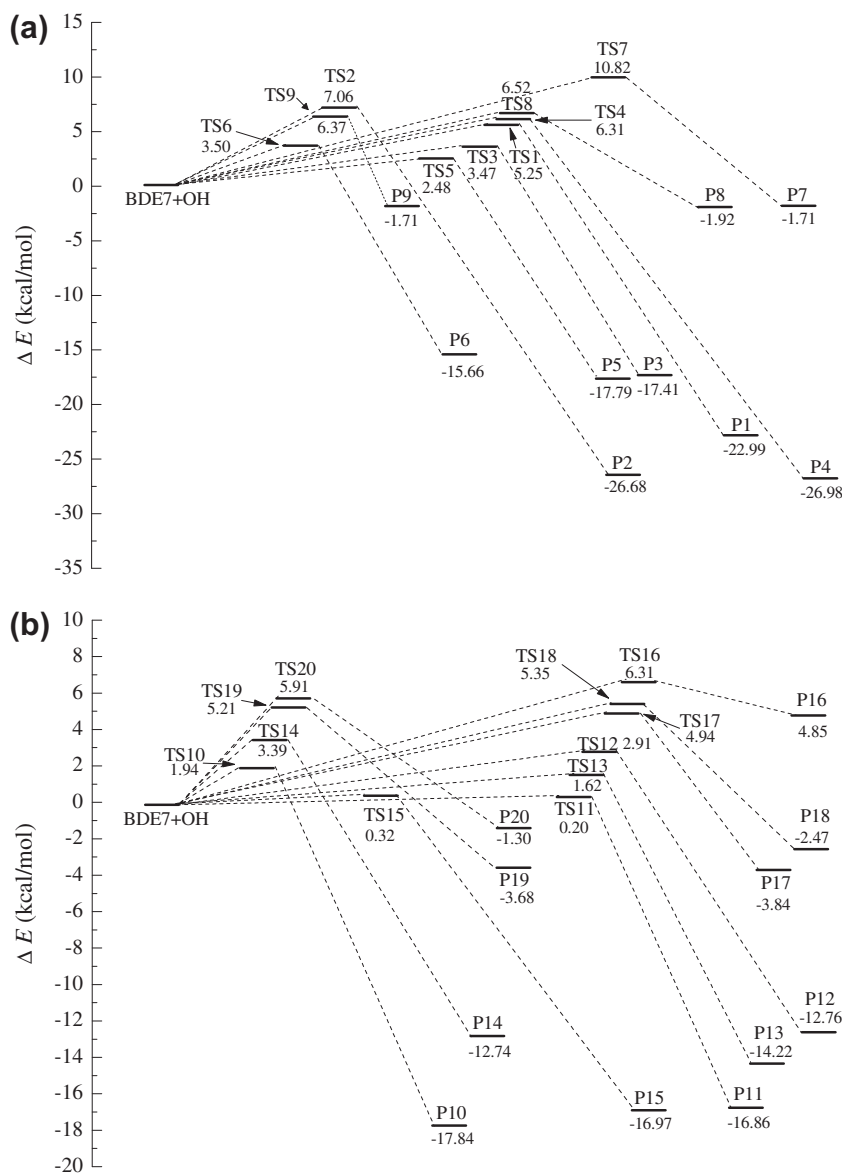 (a)
15
10
5
0
-5
-10
-15
-20
-25
-30
-35
Δ E (kcal/mol)
BDE7+OH
TS7
10.82
TS2
7.06
TS9
6.37
6.52
TS8
TS4
6.31
TS6
3.50
TS3
3.47
TS1
5.25
TS5
2.48
P9
-1.71
P8
-1.92
P7
-1.71
P6
-15.66
P5
-17.79
P3
-17.41
P1
-22.99
P2
-26.68
P4
-26.98
(b)
10
8
6
4
2
0
-2
-4
-6
-8
-10
-12
-14
-16
-18
-20
Δ E (kcal/mol)
BDE7+OH
TS20
5.91
TS19
5.21
TS18
5.35
TS16
6.31
P16
4.85
TS14
3.39
TS17
4.94
TS10
1.94
TS12 2.91
TS13
1.62
TS15
0.32
TS11
0.20
P20
-1.30
P18
-2.47
P19
-3.68
P17
-3.84
P14
-12.74
P12
-12.76
P13
-14.22
P15
-16.97
P11
-16.86
P10
-17.84